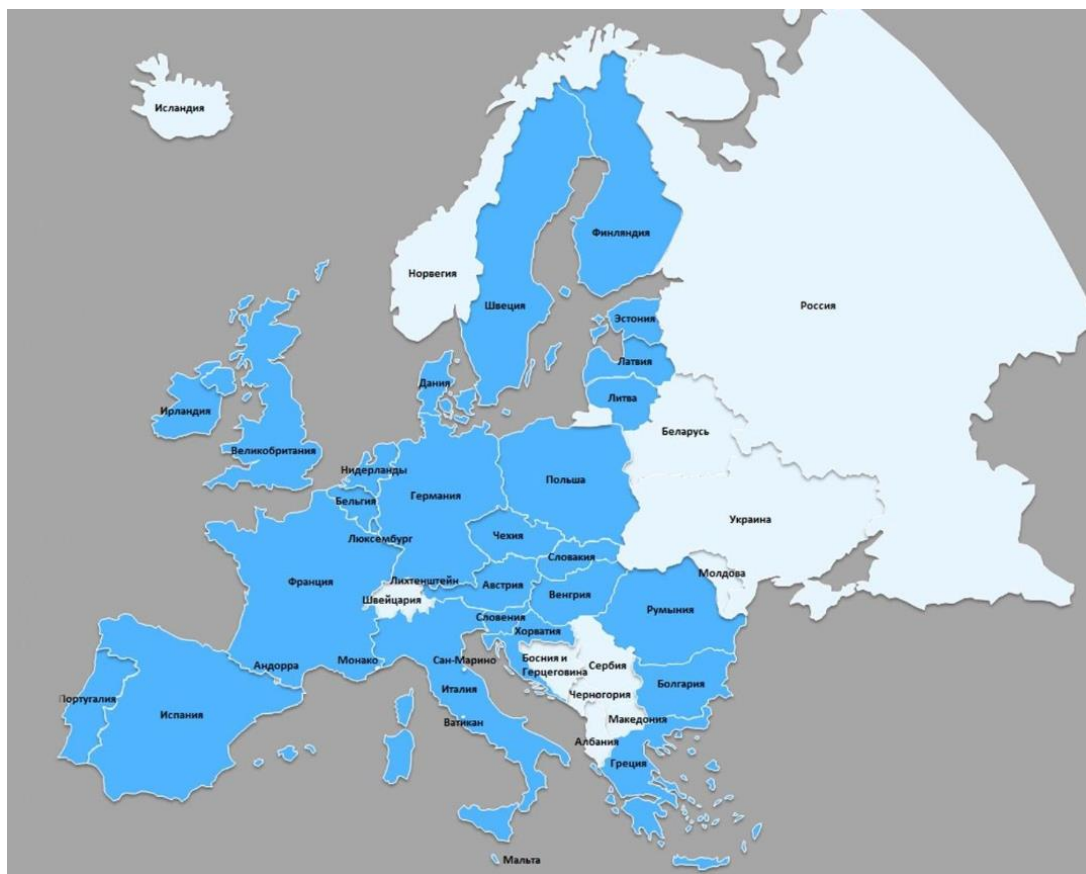 Исландия
Финляндия
Норвегия
Швеция
Россия
Эстония
Латвия
Дания
Литва
Ирландия
Беларусь
Великобритания
Нидерланды
Польша
Германия
Бельгия
Украина
Чехия
Люксембург
Словакия
Молдова
Франция
Лихтенштейн
Австрия
Венгрия
Швейцария
Румыния
Словения
Хорватия
Андорра
Монако
Сан-Марино
Босния и
Герцеговина
Сербия
Болгария
Португалия
Испания
Италия
Черногория
Ватикан
Македония
Албания
Греция
Мальта